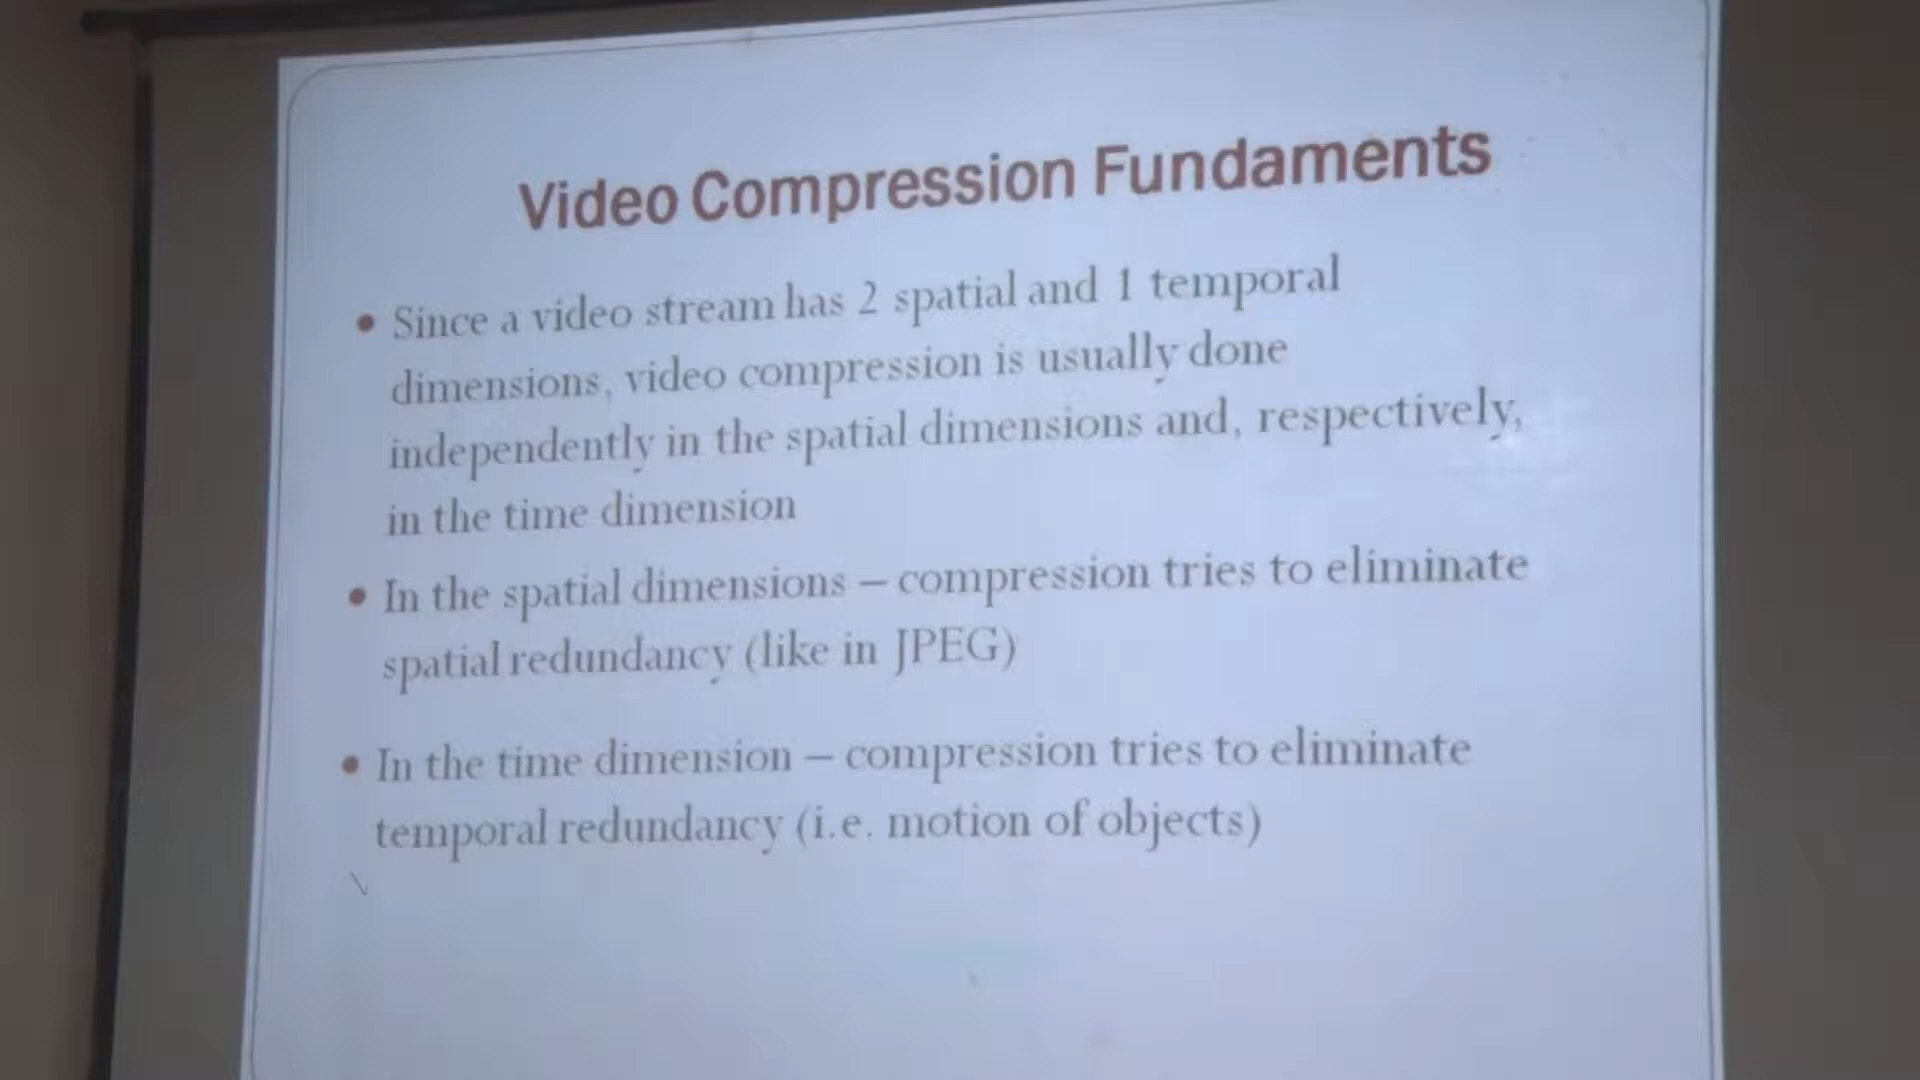 Video Compression Fundaments
• Since a video stream has 2 spatial and 1 temporal
dimensions, video compression is usually done
independently in the spatial dimensions and, respectively,
in the time dimension
• In the spatial dimensions – compression tries to eliminate
spatial redundancy (like in JPEG)
• In the time dimension – compression tries to eliminate
temporal redundancy (i.e. motion of objects)